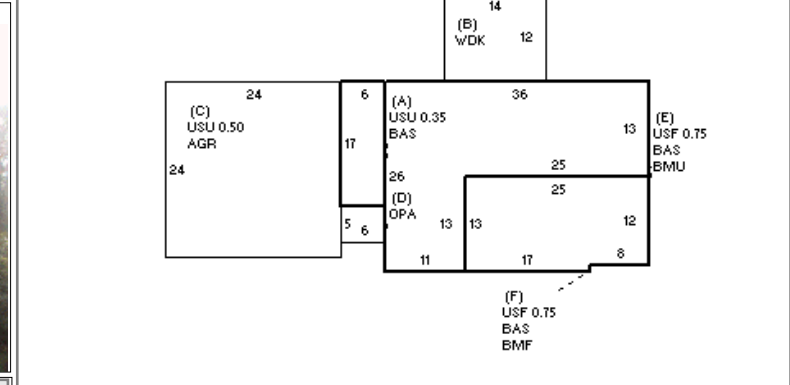 14
(B)
WDK
12
24
6
(A)
36
(C)
USU 0.50
AGR
USU 0.35
BAS
13
(E)
USF 0.75
BAS
BMU
17
24
26
25
25
(D)
OPA
5
6
13
13
12
11
17
8
(F)
USF 0.75
BAS
BMF